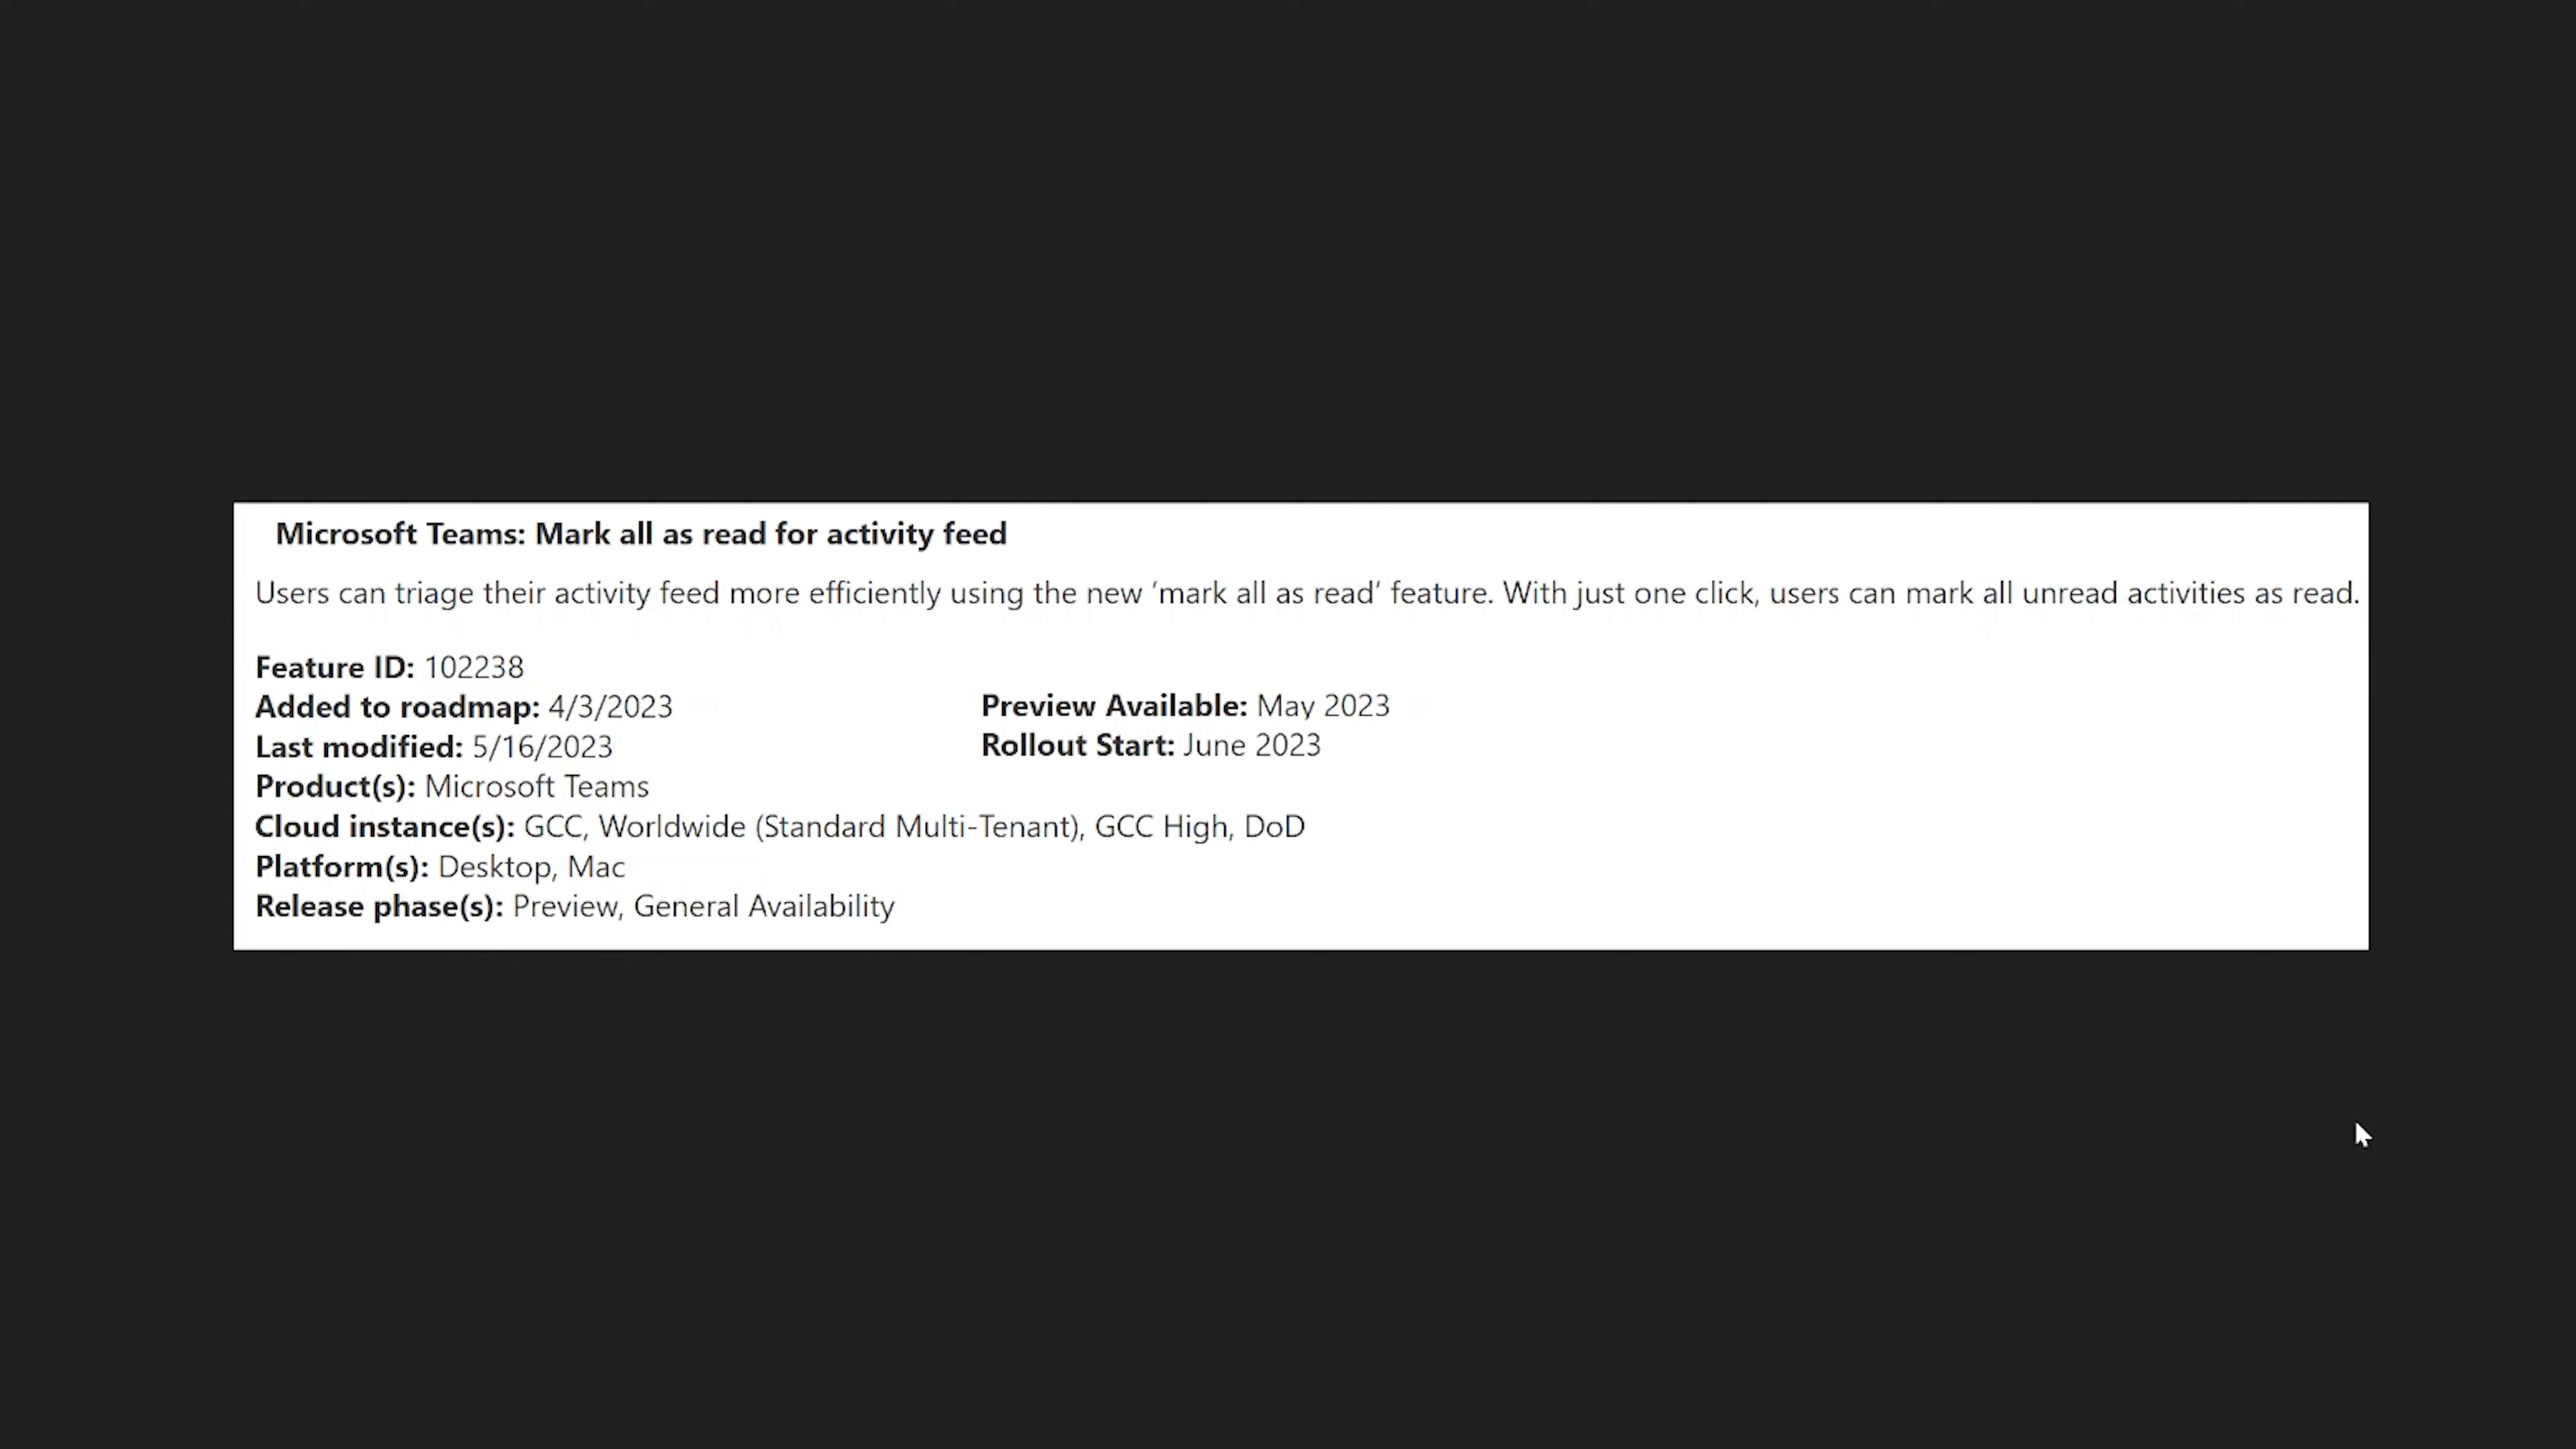 Microsoft Teams: Mark all as read for activity feed
Users can triage their activity feed more efficiently using the new ‘mark all as read’ feature. With just one click, users can mark all unread activities as read.
Feature ID: 102238
Added to roadmap: 4/3/2023
Last modified: 5/16/2023
Product(s): Microsoft Teams
Cloud instance(s): GCC, Worldwide (Standard Multi-Tenant), GCC High, DoD
Platform(s): Desktop, Mac
Release phase(s): Preview, General Availability
Preview Available: May 2023
Rollout Start: June 2023